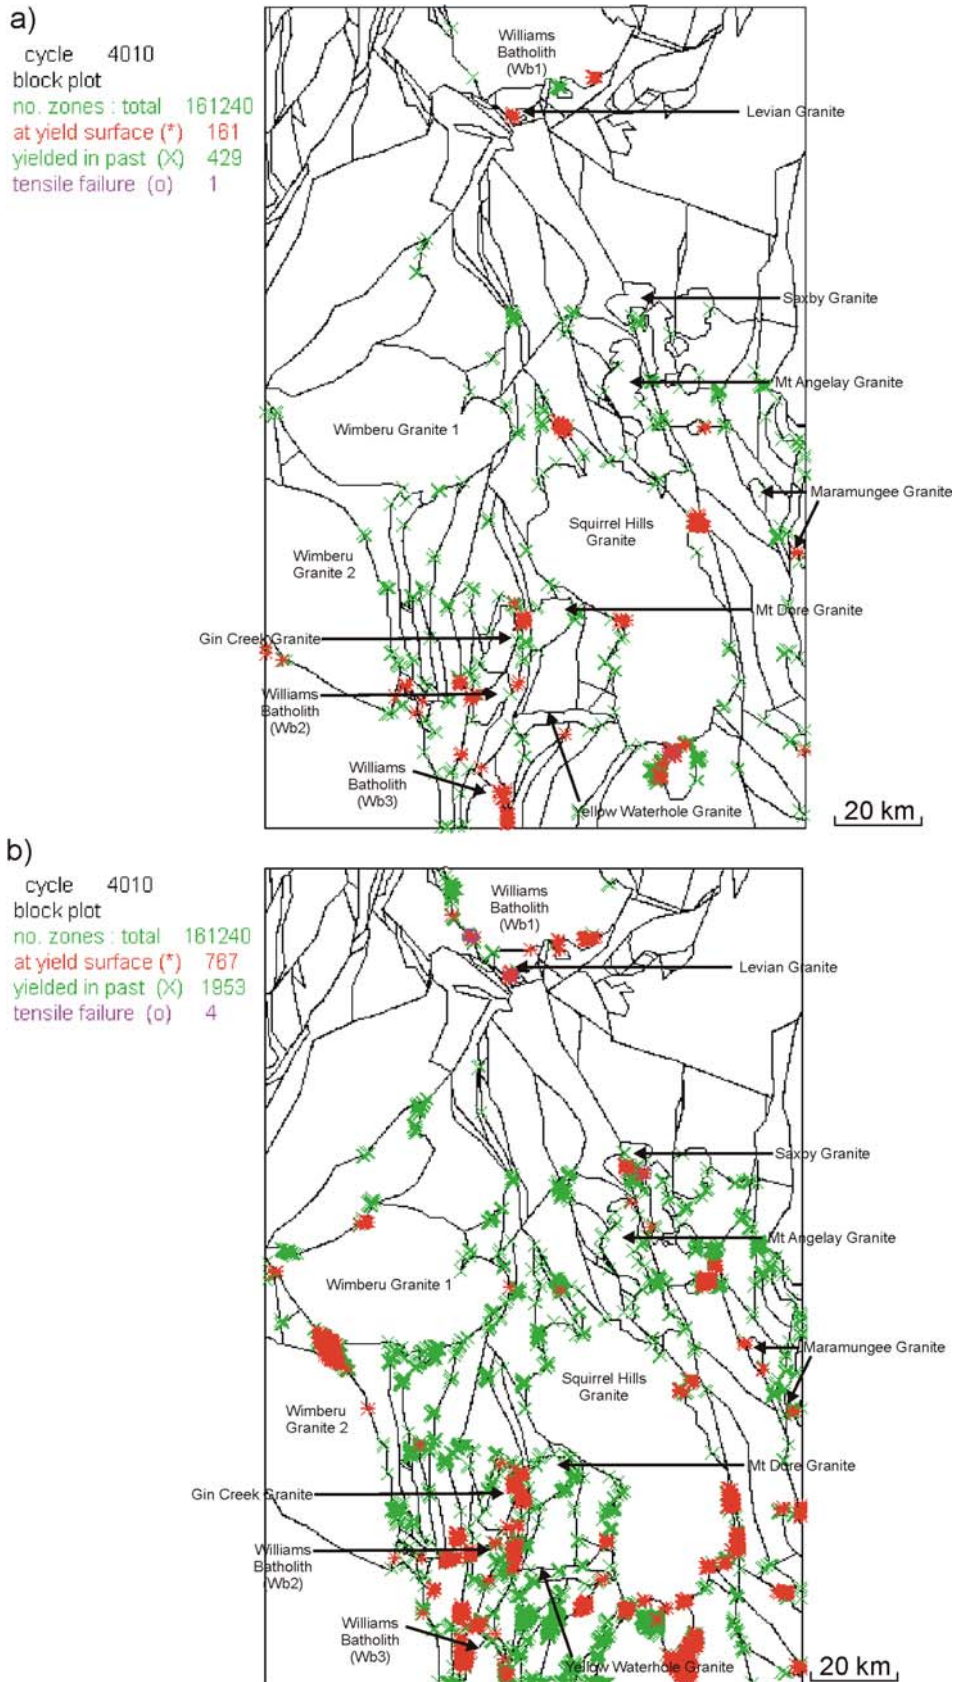 a)
cycle 4010
block plot
no. zones : total 161240
at yield surface (*) 161
yielded in past (X) 429
tensile failure (o) 1
Williams
Batholith
(Wb1)
Levian Granite
Saxby Granite
Mt Angelay Granite
Wimberu Granite 1
Maramungee Granite
Squirrel Hills
Granite
Wimberu
Granite 2
Mt Dore Granite
Gin Creek Granite
Williams
Batholith
(Wb2)
Williams
Batholith
(Wb3)
Yellow Waterhole Granite
20 km
b)
cycle 4010
block plot
no. zones : total 161240
at yield surface (*) 767
yielded in past (X) 1953
tensile failure (o) 4
Williams
Batholith
(Wb1)
Levian Granite
Saxby Granite
Mt Angelay Granite
Wimberu Granite 1
Maramungee Granite
Squirrel Hills
Granite
Wimberu
Granite 2
Mt Dore Granite
Gin Creek Granite
Williams
Batholith
(Wb2)
Williams
Batholith
(Wb3)
Yellow Waterhole Granite
20 km